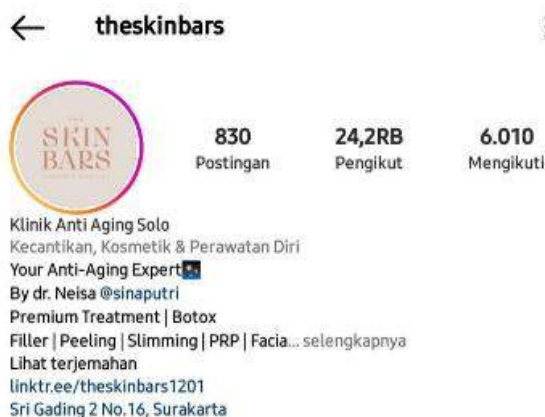 theskinbars
SKIN
BARS
830
Postingan
24,2RB
Pengikut
6.010
Mengikuti
Klinik Anti Aging Solo
Kecantikan, Kosmetik & Perawatan Diri
Your Anti-Aging Expert
By dr. Neisa @sinaputri
Premium Treatment | Botox
Filler | Peeling | Slimming | PRP | Facia... selengkapnya
Lihat terjemahan
linktr.ee/theskinbars1201
Sri Gading 2 No.16, Surakarta